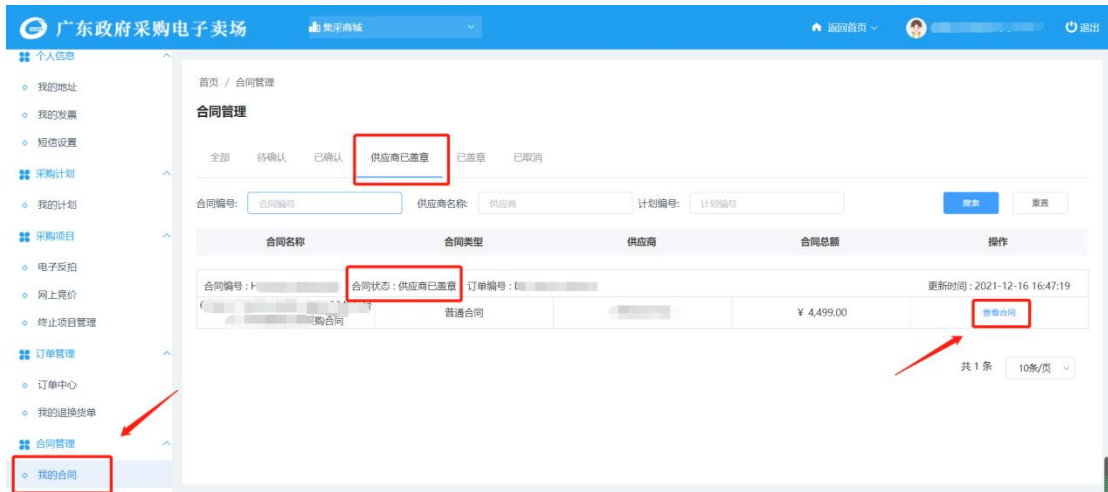 广东政府采购电子卖场
集采商城
返回首页
退出
个人信息
我的地址
我的发票
短信设置
采购计划
我的计划
采购项目
电子反拍
网上竞价
终止项目管理
订单管理
订单中心
我的退换货单
合同管理
我的合同
首页 / 合同管理
合同管理
全部 待确认 已确认 供应商已盖章 已盖章 已取消
合同编号: 合同编号 供应商名称: 供应商 计划编号: 计划编号 搜索 重置
合同名称 合同类型 供应商 合同总额 操作
合同编号 : H 合同状态 : 供应商已盖章 订单编号 : 更新时间 : 2021-12-16 16:47:19
购合同 普通合同 ¥ 4,499.00 查看合同
共 1 条 10条/页